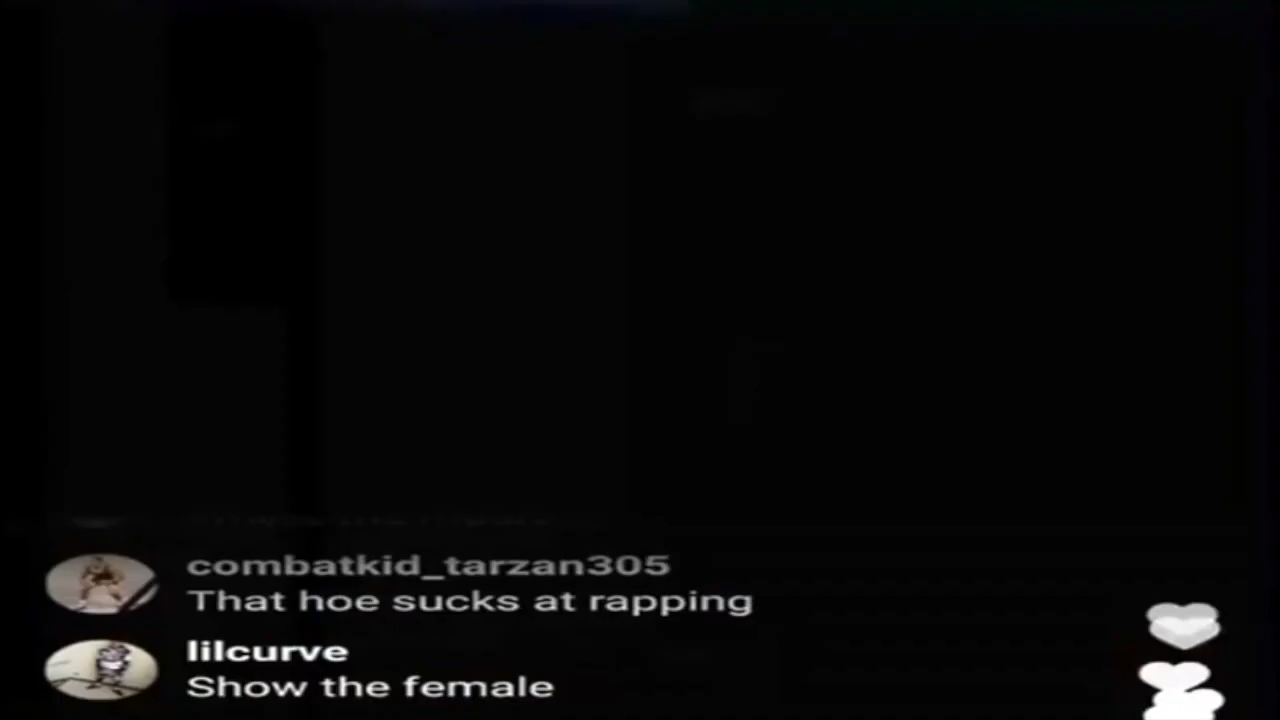 combatkid_tarzan305
That hoe sucks at rapping
lilcurve
Show the female